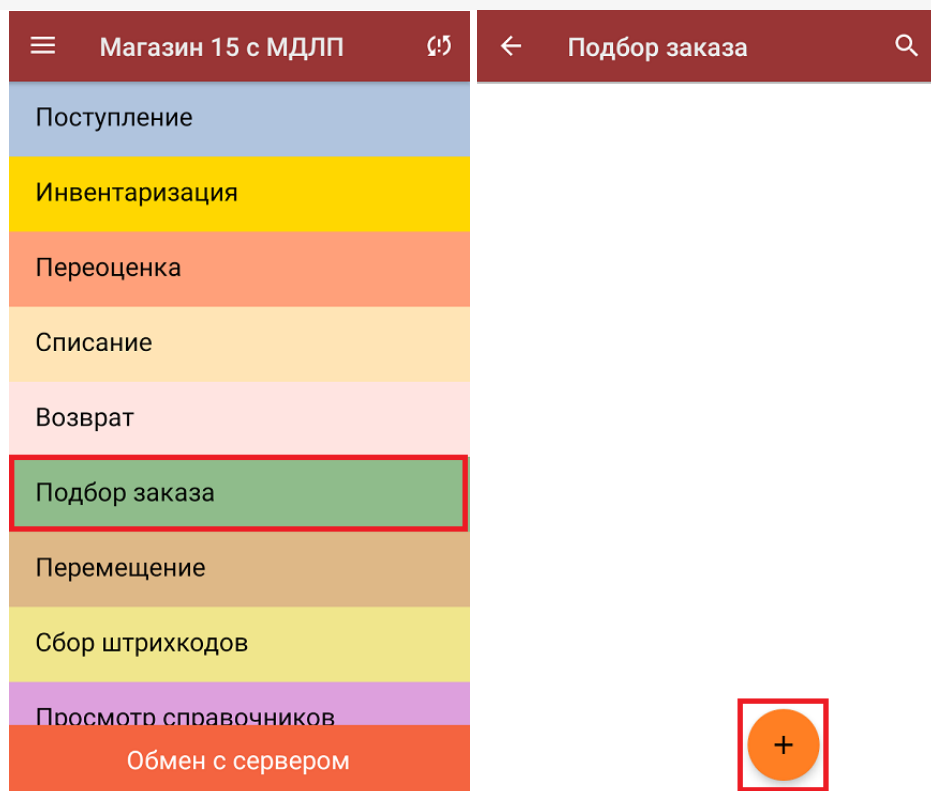 Магазин 15 с МДЛП
Поступление
Инвентаризация
Переоценка
Списание
Возврат
Подбор заказа
Перемещение
Сбор штрихкодов
Просмотр справочников
Обмен с сервером
Подбор заказа
+